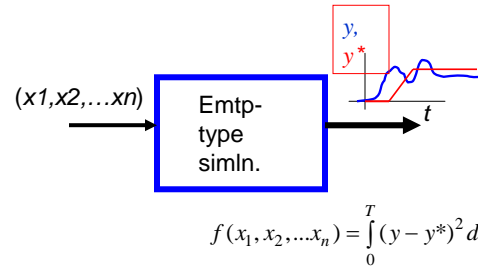 y,
y*
(x1,x2,...xn)
Emtp-
type
simln.
t
f(x₁, x₂,...xₙ) = ∫₀ᵀ (y − y*)² d